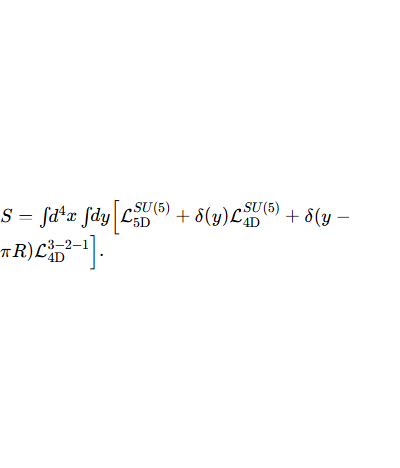 S = ∫d⁴x ∫dy[ℒ_{5D}^{SU(5)} + δ(y)ℒ_{4D}^{SU(5)} + δ(y −
πR)ℒ_{4D}^{3−2−1}].